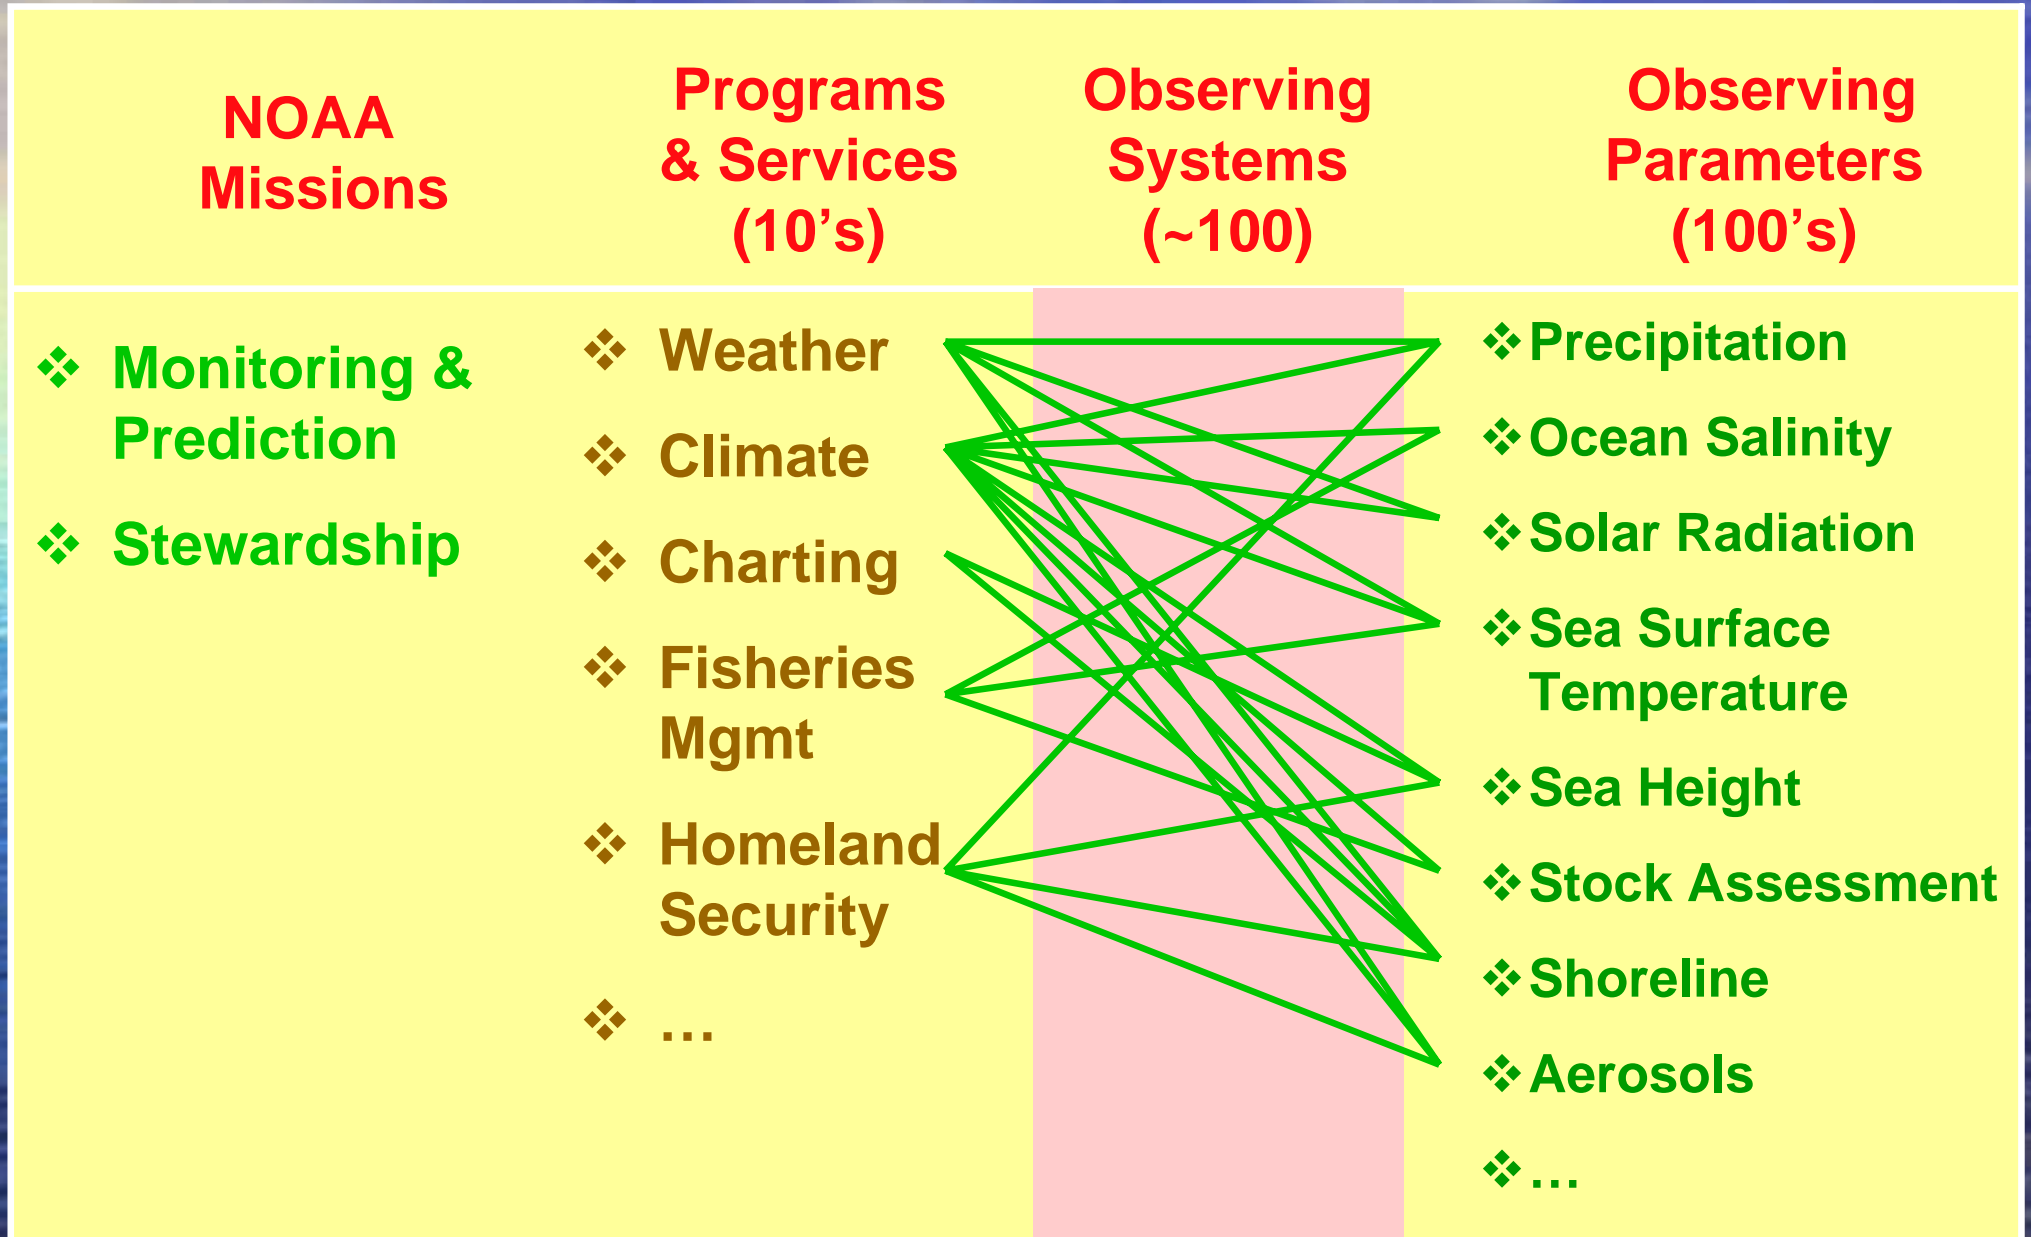 NOAA
Missions
Programs
& Services
(10’s)
Observing
Systems
(~100)
Observing
Parameters
(100’s)
Monitoring &
Prediction
Stewardship
Weather
Climate
Charting
Fisheries
Mgmt
Homeland
Security
…
Precipitation
Ocean Salinity
Solar Radiation
Sea Surface
Temperature
Sea Height
Stock Assessment
Shoreline
Aerosols
…